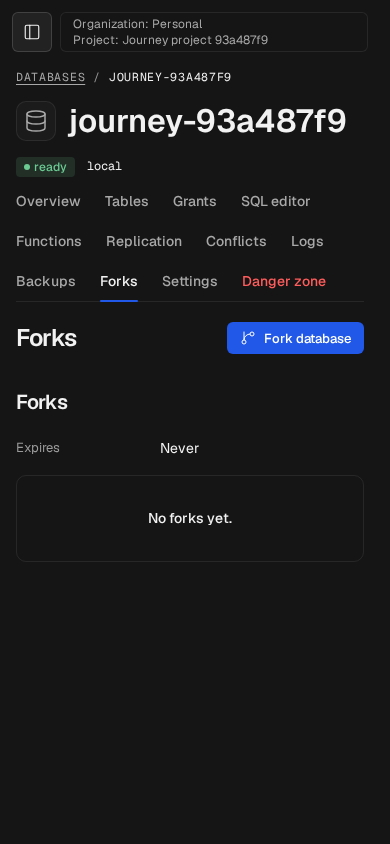 Organization: Personal
Project: Journey project 93a487f9
DATABASES / JOURNEY-93A487F9
journey-93a487f9
ready local
Overview Tables Grants SQL editor
Functions Replication Conflicts Logs
Backups Forks Settings Danger zone
Forks Fork database
Forks
Expires Never
No forks yet.